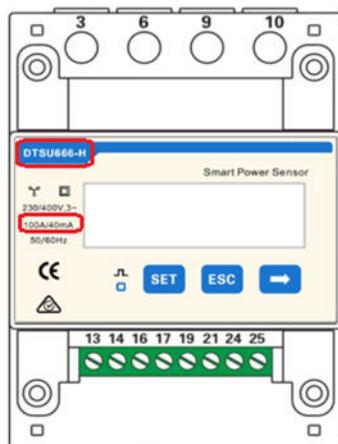 3 6 9 10
DTSU666-H
Smart Power Sensor
230/400V,3~
100A/40mA
50/60Hz
CE
SET ESC
13 14 16 17 19 21 24 25